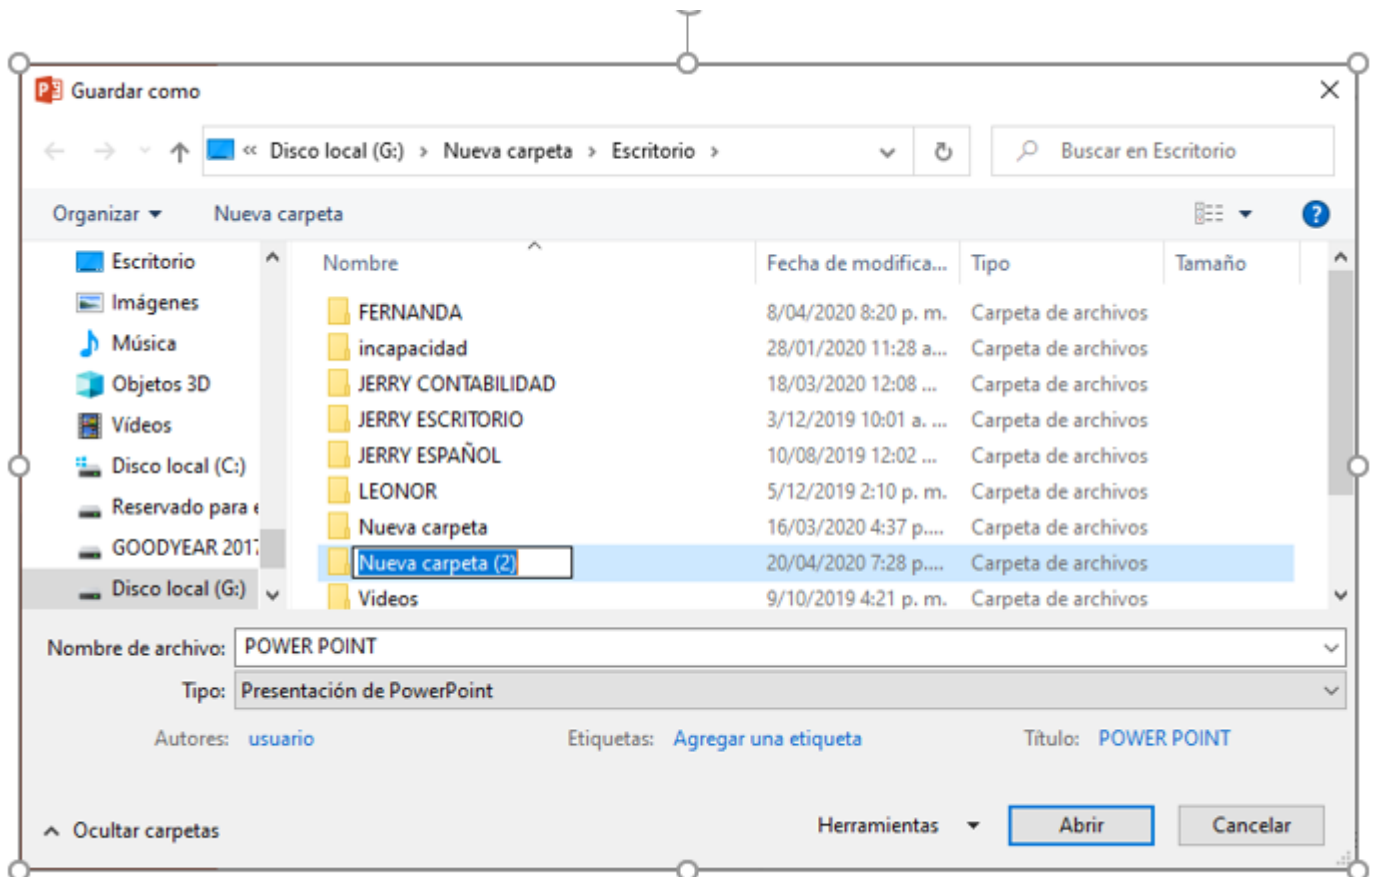 Guardar como
« Disco local (G:) › Nueva carpeta › Escritorio ›
Buscar en Escritorio
Organizar
Nueva carpeta
Escritorio
Imágenes
Música
Objetos 3D
Vídeos
Disco local (C:)
Reservado para e
GOODYEAR 2017
Disco local (G:)
Nombre Fecha de modifica... Tipo Tamaño
FERNANDA 8/04/2020 8:20 p. m. Carpeta de archivos
incapacidad 28/01/2020 11:28 a... Carpeta de archivos
JERRY CONTABILIDAD 18/03/2020 12:08 ... Carpeta de archivos
JERRY ESCRITORIO 3/12/2019 10:01 a. ... Carpeta de archivos
JERRY ESPAÑOL 10/08/2019 12:02 ... Carpeta de archivos
LEONOR 5/12/2019 2:10 p. m. Carpeta de archivos
Nueva carpeta 16/03/2020 4:37 p.... Carpeta de archivos
Nueva carpeta (2) 20/04/2020 7:28 p.... Carpeta de archivos
Videos 9/10/2019 4:21 p. m. Carpeta de archivos
Nombre de archivo: POWER POINT
Tipo: Presentación de PowerPoint
Autores: usuario
Etiquetas: Agregar una etiqueta
Título: POWER POINT
Ocultar carpetas
Herramientas
Abrir
Cancelar